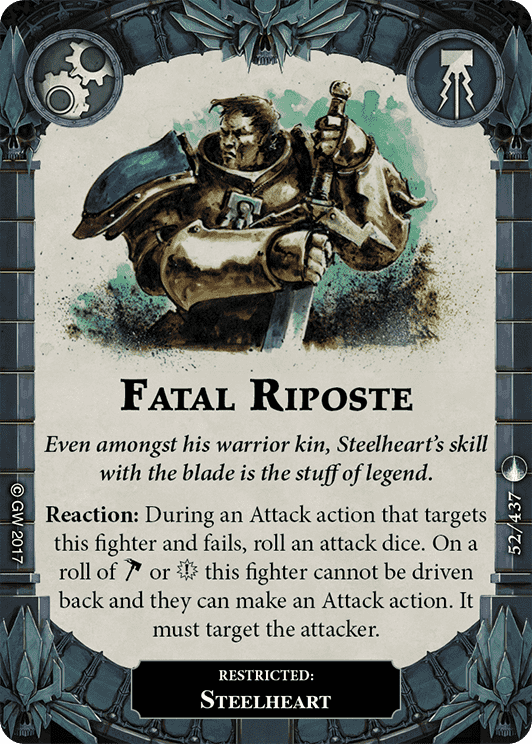 FATAL RIPOSTE
Even amongst his warrior kin, Steelheart's skill
with the blade is the stuff of legend.
Reaction: During an Attack action that targets
this fighter and fails, roll an attack dice. On a
roll of or this fighter cannot be driven
back and they can make an Attack action. It
must target the attacker.
RESTRICTED:
STEELHEART
© GW 2017
52/437